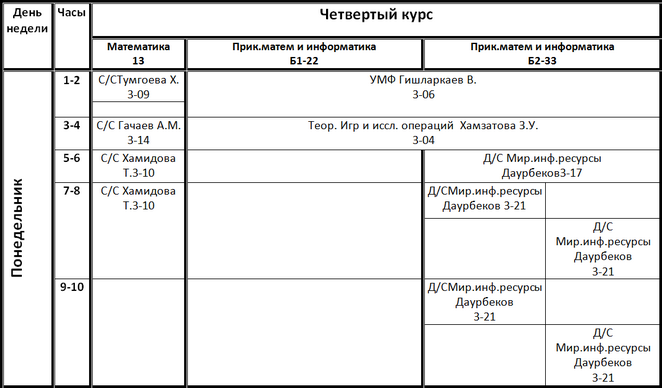 День
недели
Часы
Четвертый курс
Математика
13
Прик.матем и информатика
Б1-22
Прик.матем и информатика
Б2-33
Понедельник
1-2
С/СТумгоева Х.
3-09
УМФ Гишларкаев В.
3-06
3-4
С/С Гачаев А.М.
3-14
Теор. Игр и иссл. операций Хамзатова З.У.
3-04
5-6
С/С Хамидова
Т.3-10
Д/С Мир.инф.ресурсы
Даурбеков3-17
7-8
С/С Хамидова
Т.3-10
Д/СМир.инф.ресурсы
Даурбеков 3-21
Д/С
Мир.инф.ресурсы
Даурбеков
3-21
9-10
Д/СМир.инф.ресурсы
Даурбеков
3-21
Д/С
Мир.инф.ресурсы
Даурбеков
3-21